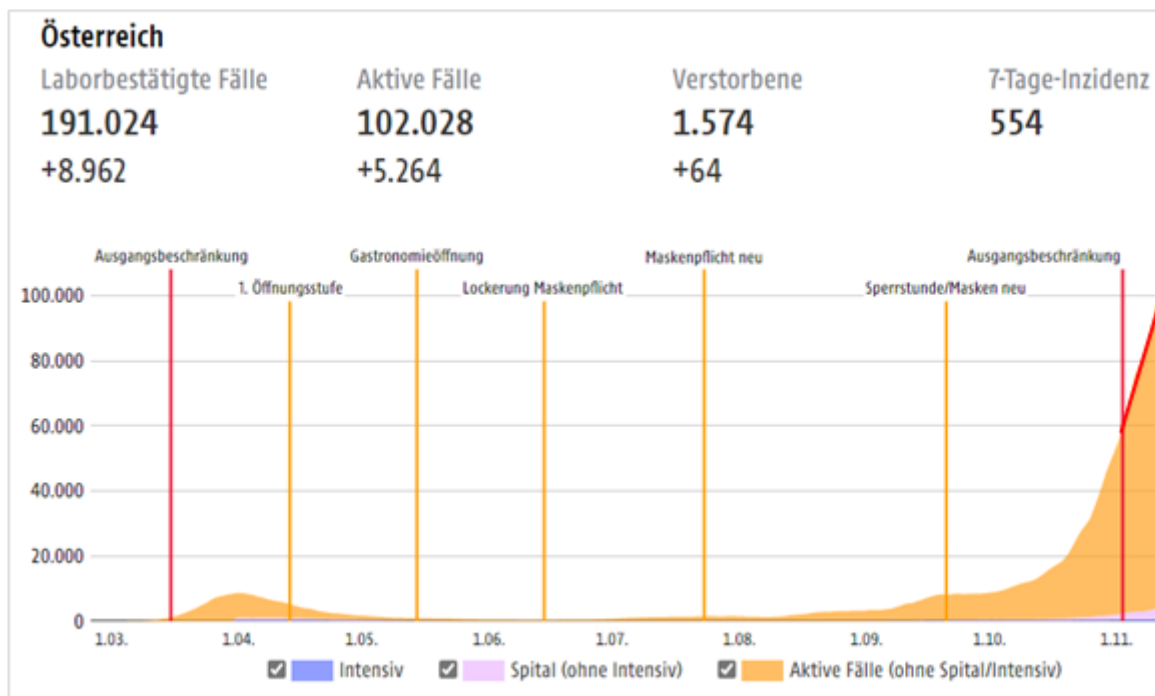 Österreich
Laborbestätigte Fälle Aktive Fälle Verstorbene 7-Tage-Inzidenz
191.024 102.028 1.574 554
+8.962 +5.264 +64
Ausgangsbeschränkung Gastronomieöffnung Maskenpflicht neu Ausgangsbeschränkung
1. Öffnungsstufe Lockerung Maskenpflicht Sperrstunde/Masken neu
100.000
80.000
60.000
40.000
20.000
0
1.03. 1.04. 1.05. 1.06. 1.07. 1.08. 1.09. 1.10. 1.11.
Intensiv Spital (ohne Intensiv) Aktive Fälle (ohne Spital/Intensiv)